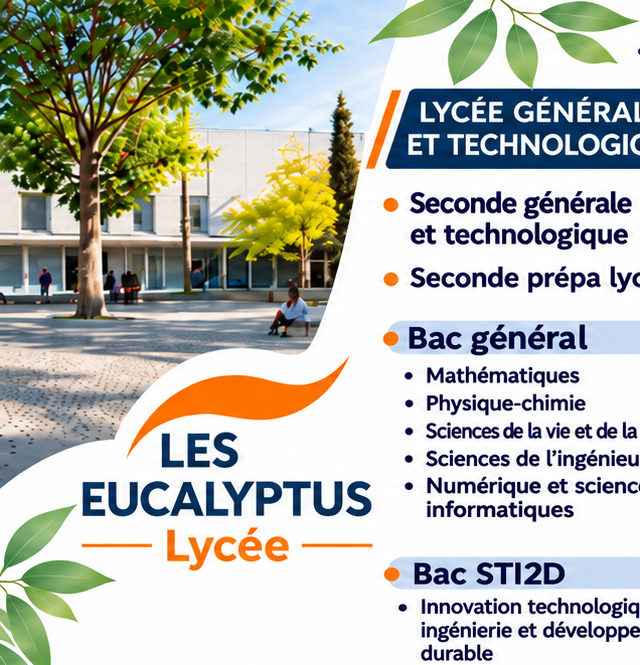 LYCÉE GÉNÉRAL
ET TECHNOLOGIQ
Seconde générale
et technologique
Seconde prépa lyc
Bac général
Mathématiques
Physique-chimie
Sciences de la vie et de la
Sciences de l'ingénieu
Numérique et science
informatiques
LES
EUCALYPTUS
Lycée
Bac STI2D
Innovation technologiq
ingénierie et développe
durable